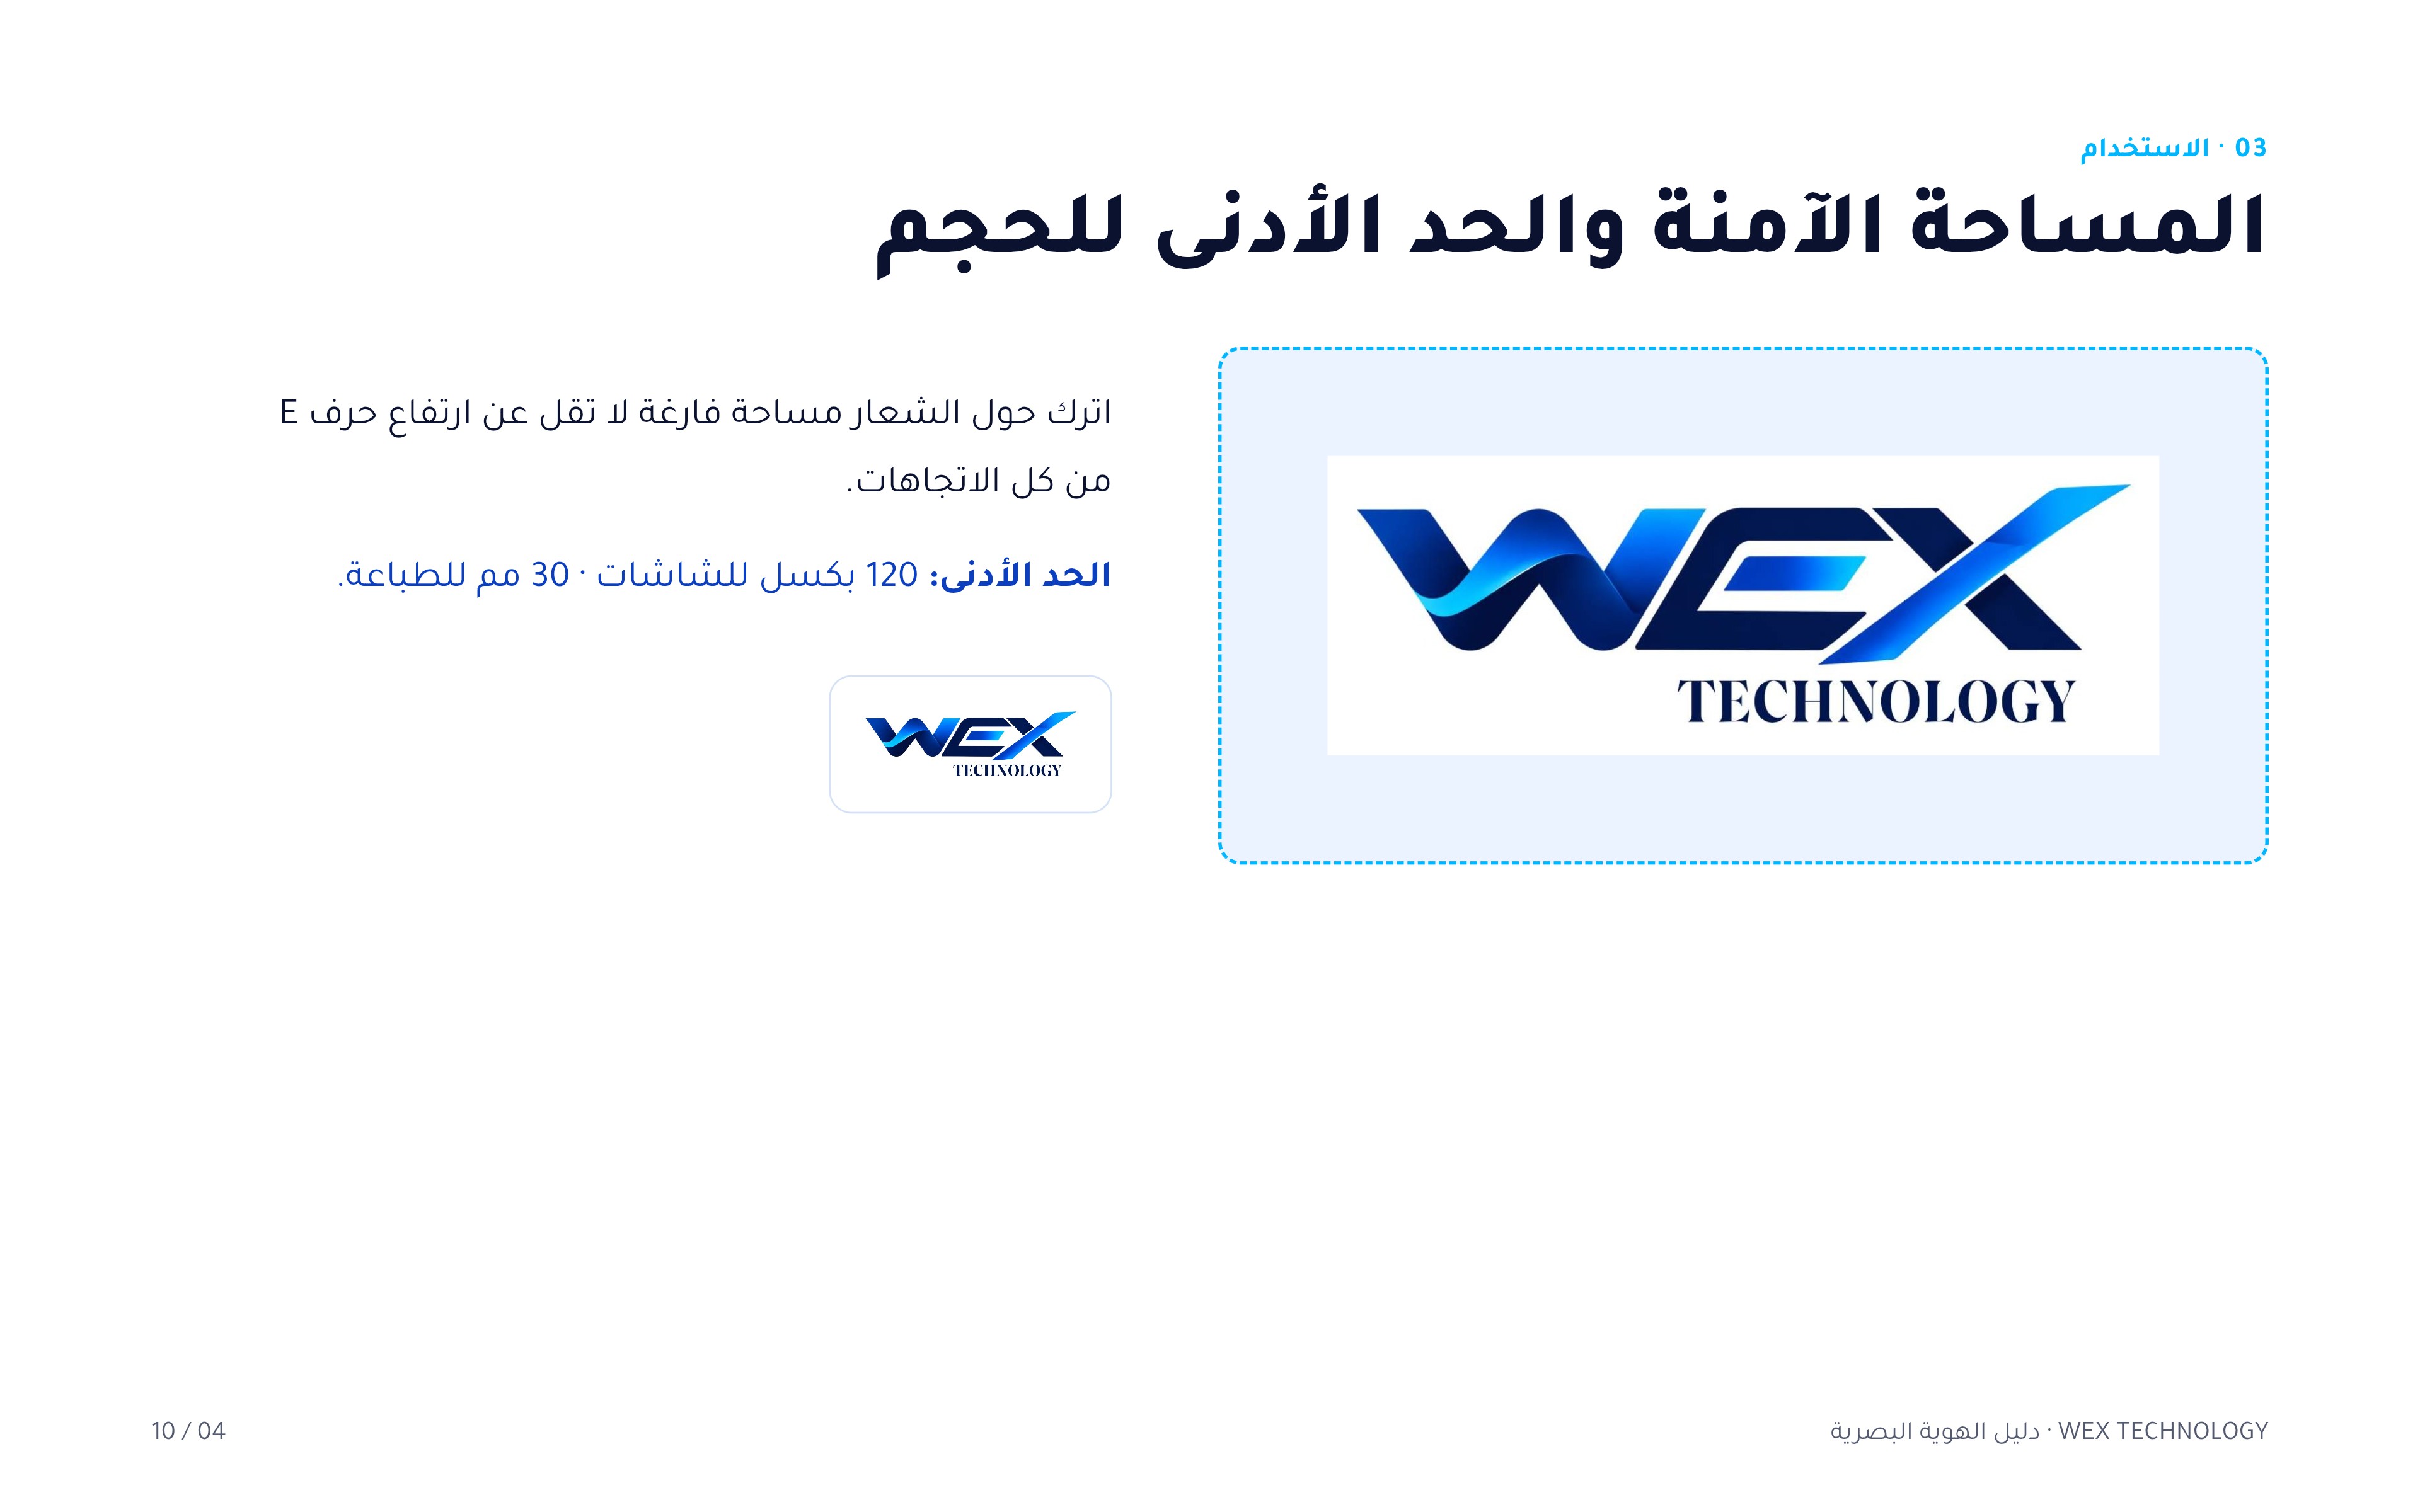 03 · الاستخدام
المساحة الآمنة والحد الأدنى للحجم
WEX
TECHNOLOGY
اترك حول الشعار مساحة فارغة لا تقل عن ارتفاع حرف E
من كل الاتجاهات.
الحد الأدنى: 120 بكسل للشاشات · 30 مم للطباعة.
WEX
TECHNOLOGY
WEX TECHNOLOGY · دليل الهوية البصرية
10 / 04